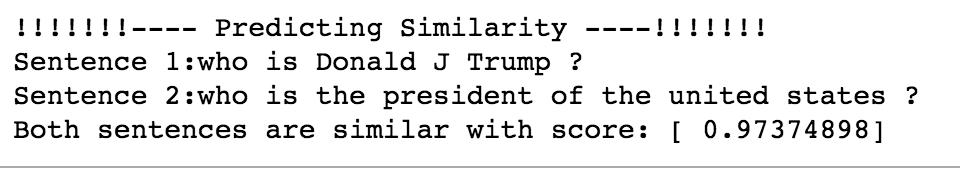 !!!!!!!---- Predicting Similarity ----!!!!!!!
Sentence 1:who is Donald J Trump ?
Sentence 2:who is the president of the united states ?
Both sentences are similar with score: [ 0.97374898]